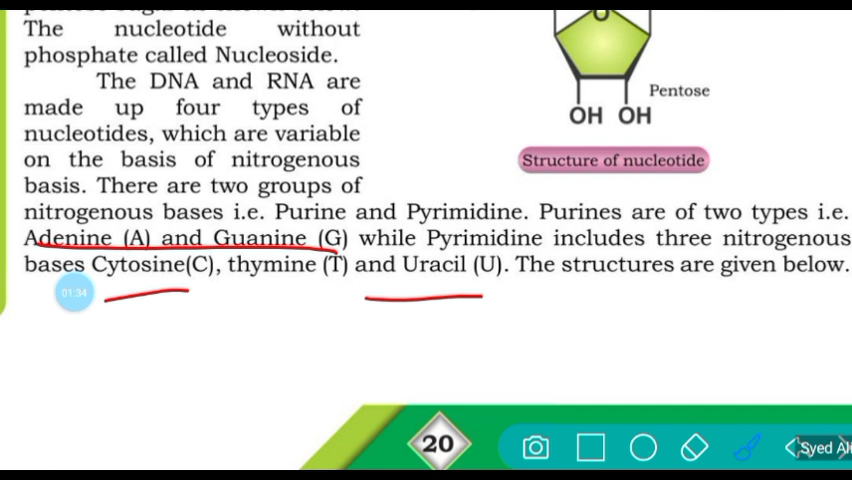 The nucleotide without
phosphate called Nucleoside.
The DNA and RNA are
made up four types of
nucleotides, which are variable
on the basis of nitrogenous
basis. There are two groups of
nitrogenous bases i.e. Purine and Pyrimidine. Purines are of two types i.e.
Adenine (A) and Guanine (G) while Pyrimidine includes three nitrogenous
bases Cytosine(C), thymine (T) and Uracil (U). The structures are given below.
O
Pentose
OH OH
Structure of nucleotide
01:34
20
Syed Ali